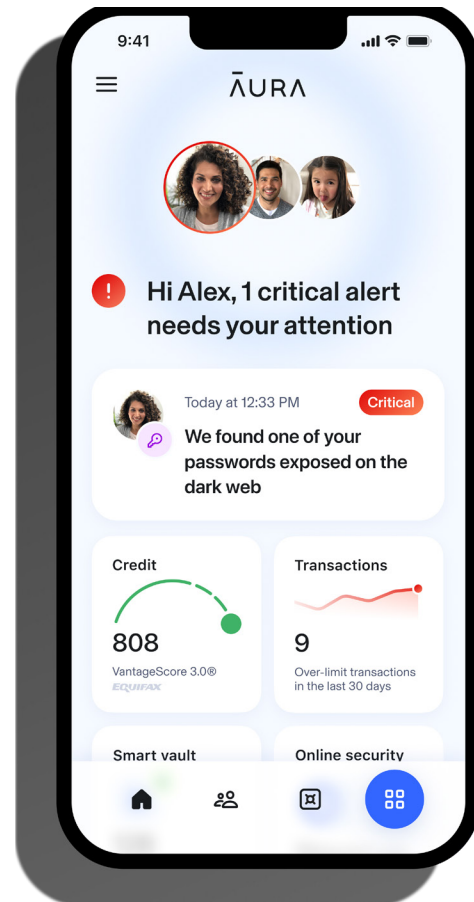 9:41
ĀURA
Hi Alex, 1 critical alert
needs your attention
Today at 12:33 PM
Critical
We found one of your
passwords exposed on the
dark web
Credit
808
VantageScore 3.0®
EQUIFAX
Transactions
9
Over-limit transactions
in the last 30 days
Smart vault
Online security